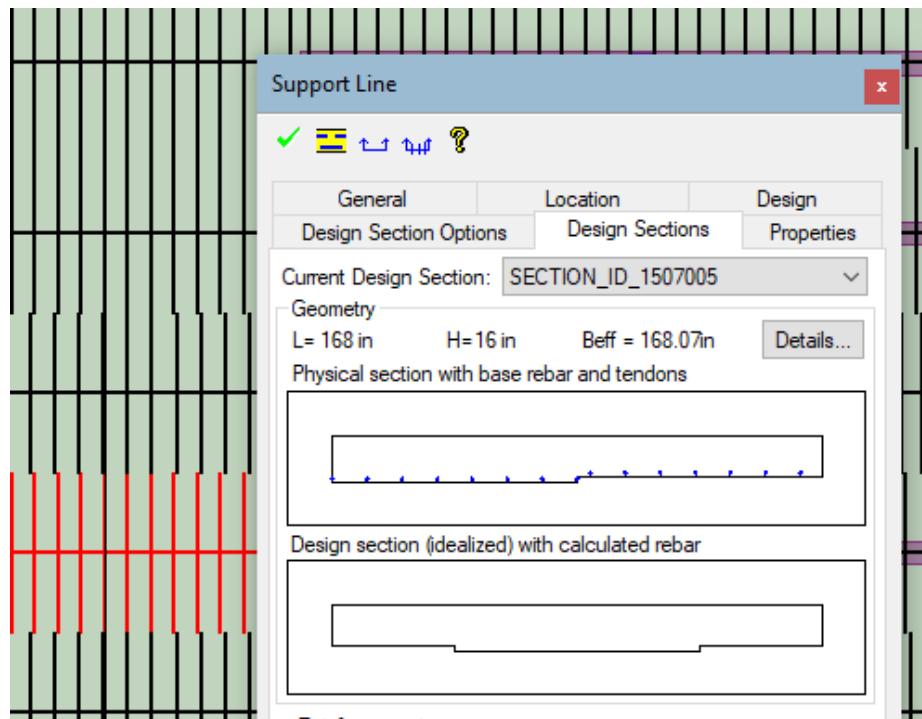 Support Line
x
?
General Location Design
Design Section Options Design Sections Properties
Current Design Section: SECTION_ID_1507005
Geometry
L= 168 in H=16 in Beff = 168.07in Details...
Physical section with base rebar and tendons
Design section (idealized) with calculated rebar